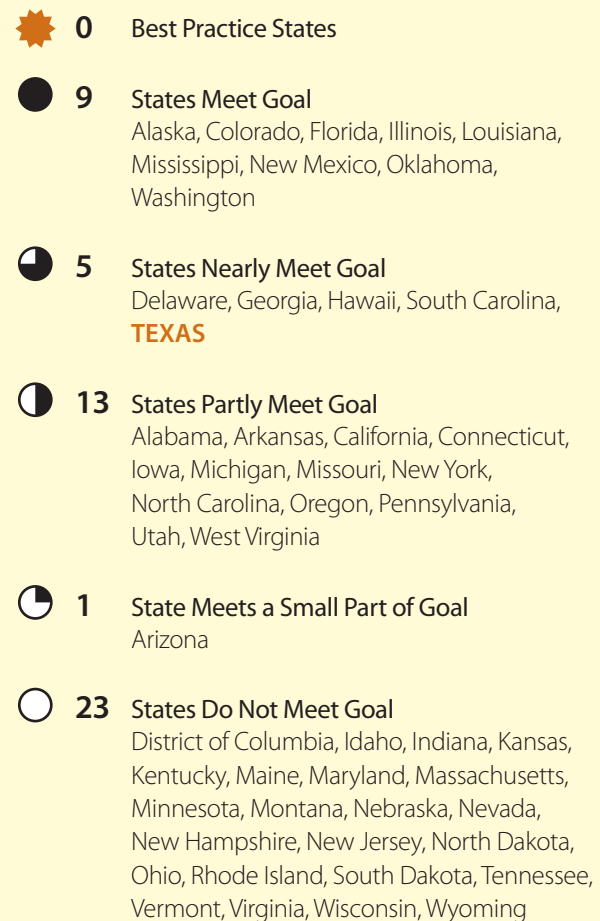 0 Best Practice States
9 States Meet Goal
Alaska, Colorado, Florida, Illinois, Louisiana,
Mississippi, New Mexico, Oklahoma,
Washington
5 States Nearly Meet Goal
Delaware, Georgia, Hawaii, South Carolina,
TEXAS
13 States Partly Meet Goal
Alabama, Arkansas, California, Connecticut,
Iowa, Michigan, Missouri, New York,
North Carolina, Oregon, Pennsylvania,
Utah, West Virginia
1 State Meets a Small Part of Goal
Arizona
23 States Do Not Meet Goal
District of Columbia, Idaho, Indiana, Kansas,
Kentucky, Maine, Maryland, Massachusetts,
Minnesota, Montana, Nebraska, Nevada,
New Hampshire, New Jersey, North Dakota,
Ohio, Rhode Island, South Dakota, Tennessee,
Vermont, Virginia, Wisconsin, Wyoming